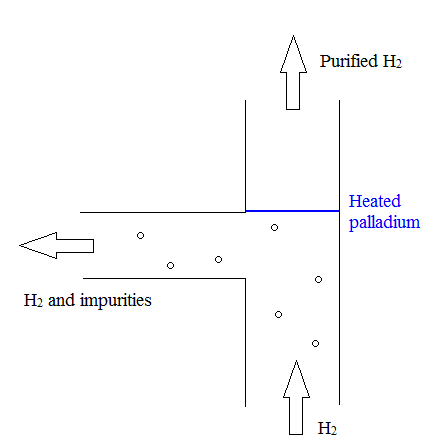 Purified H₂
Heated
palladium
H₂ and impurities
H₂